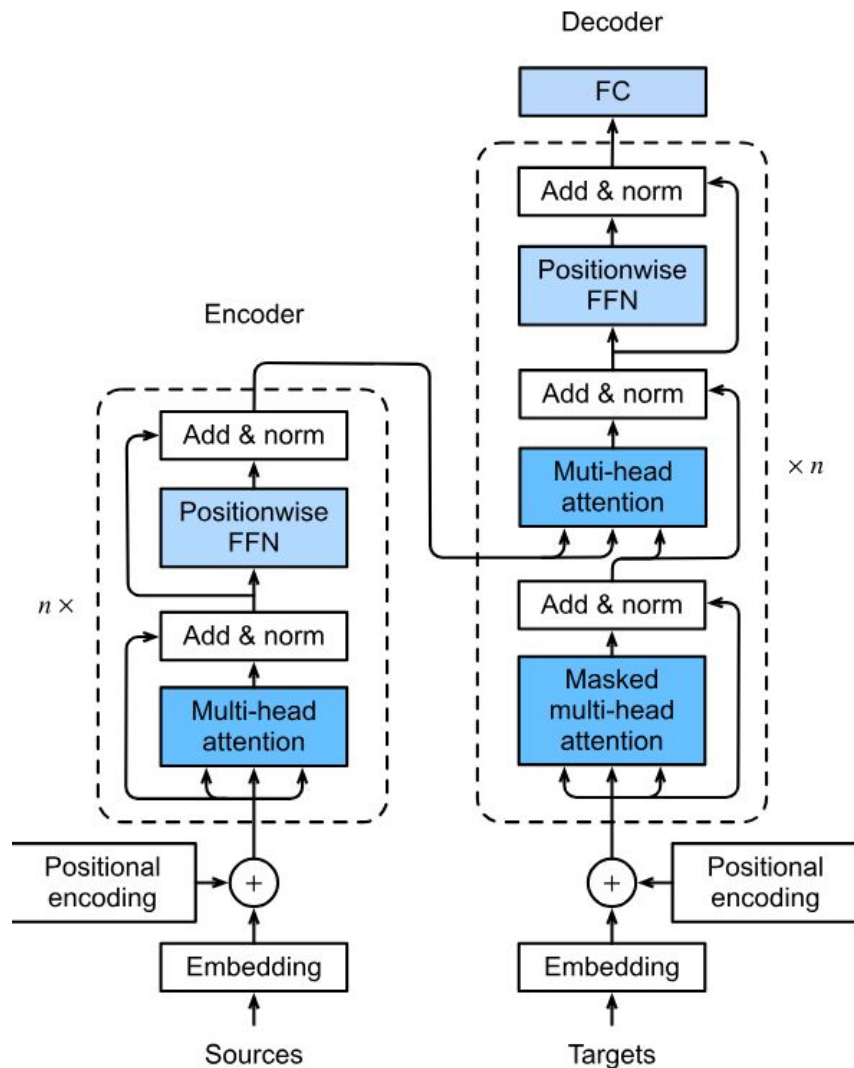 Decoder
FC
Add & norm
Positionwise
FFN
Add & norm
Muti-head
attention
× n
Add & norm
Masked
multi-head
attention
Positional
encoding
+
Embedding
Targets
Encoder
Add & norm
Positionwise
FFN
n ×
Add & norm
Multi-head
attention
Positional
encoding
+
Embedding
Sources